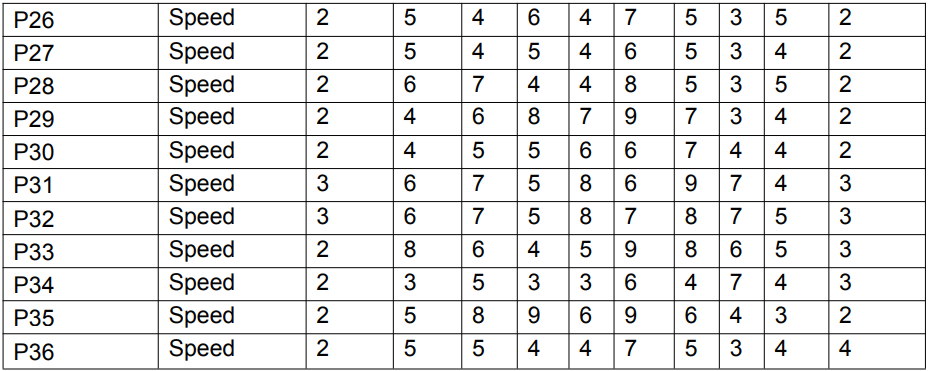 P26 Speed 2 5 4 6 4 7 5 3 5 2
P27 Speed 2 5 4 5 4 6 5 3 4 2
P28 Speed 2 6 7 4 4 8 5 3 5 2
P29 Speed 2 4 6 8 7 9 7 3 4 2
P30 Speed 2 4 5 5 6 6 7 4 4 2
P31 Speed 3 6 7 5 8 6 9 7 4 3
P32 Speed 3 6 7 5 8 7 8 7 5 3
P33 Speed 2 8 6 4 5 9 8 6 5 3
P34 Speed 2 3 5 3 3 6 4 7 4 3
P35 Speed 2 5 8 9 6 9 6 4 3 2
P36 Speed 2 5 5 4 4 7 5 3 4 4